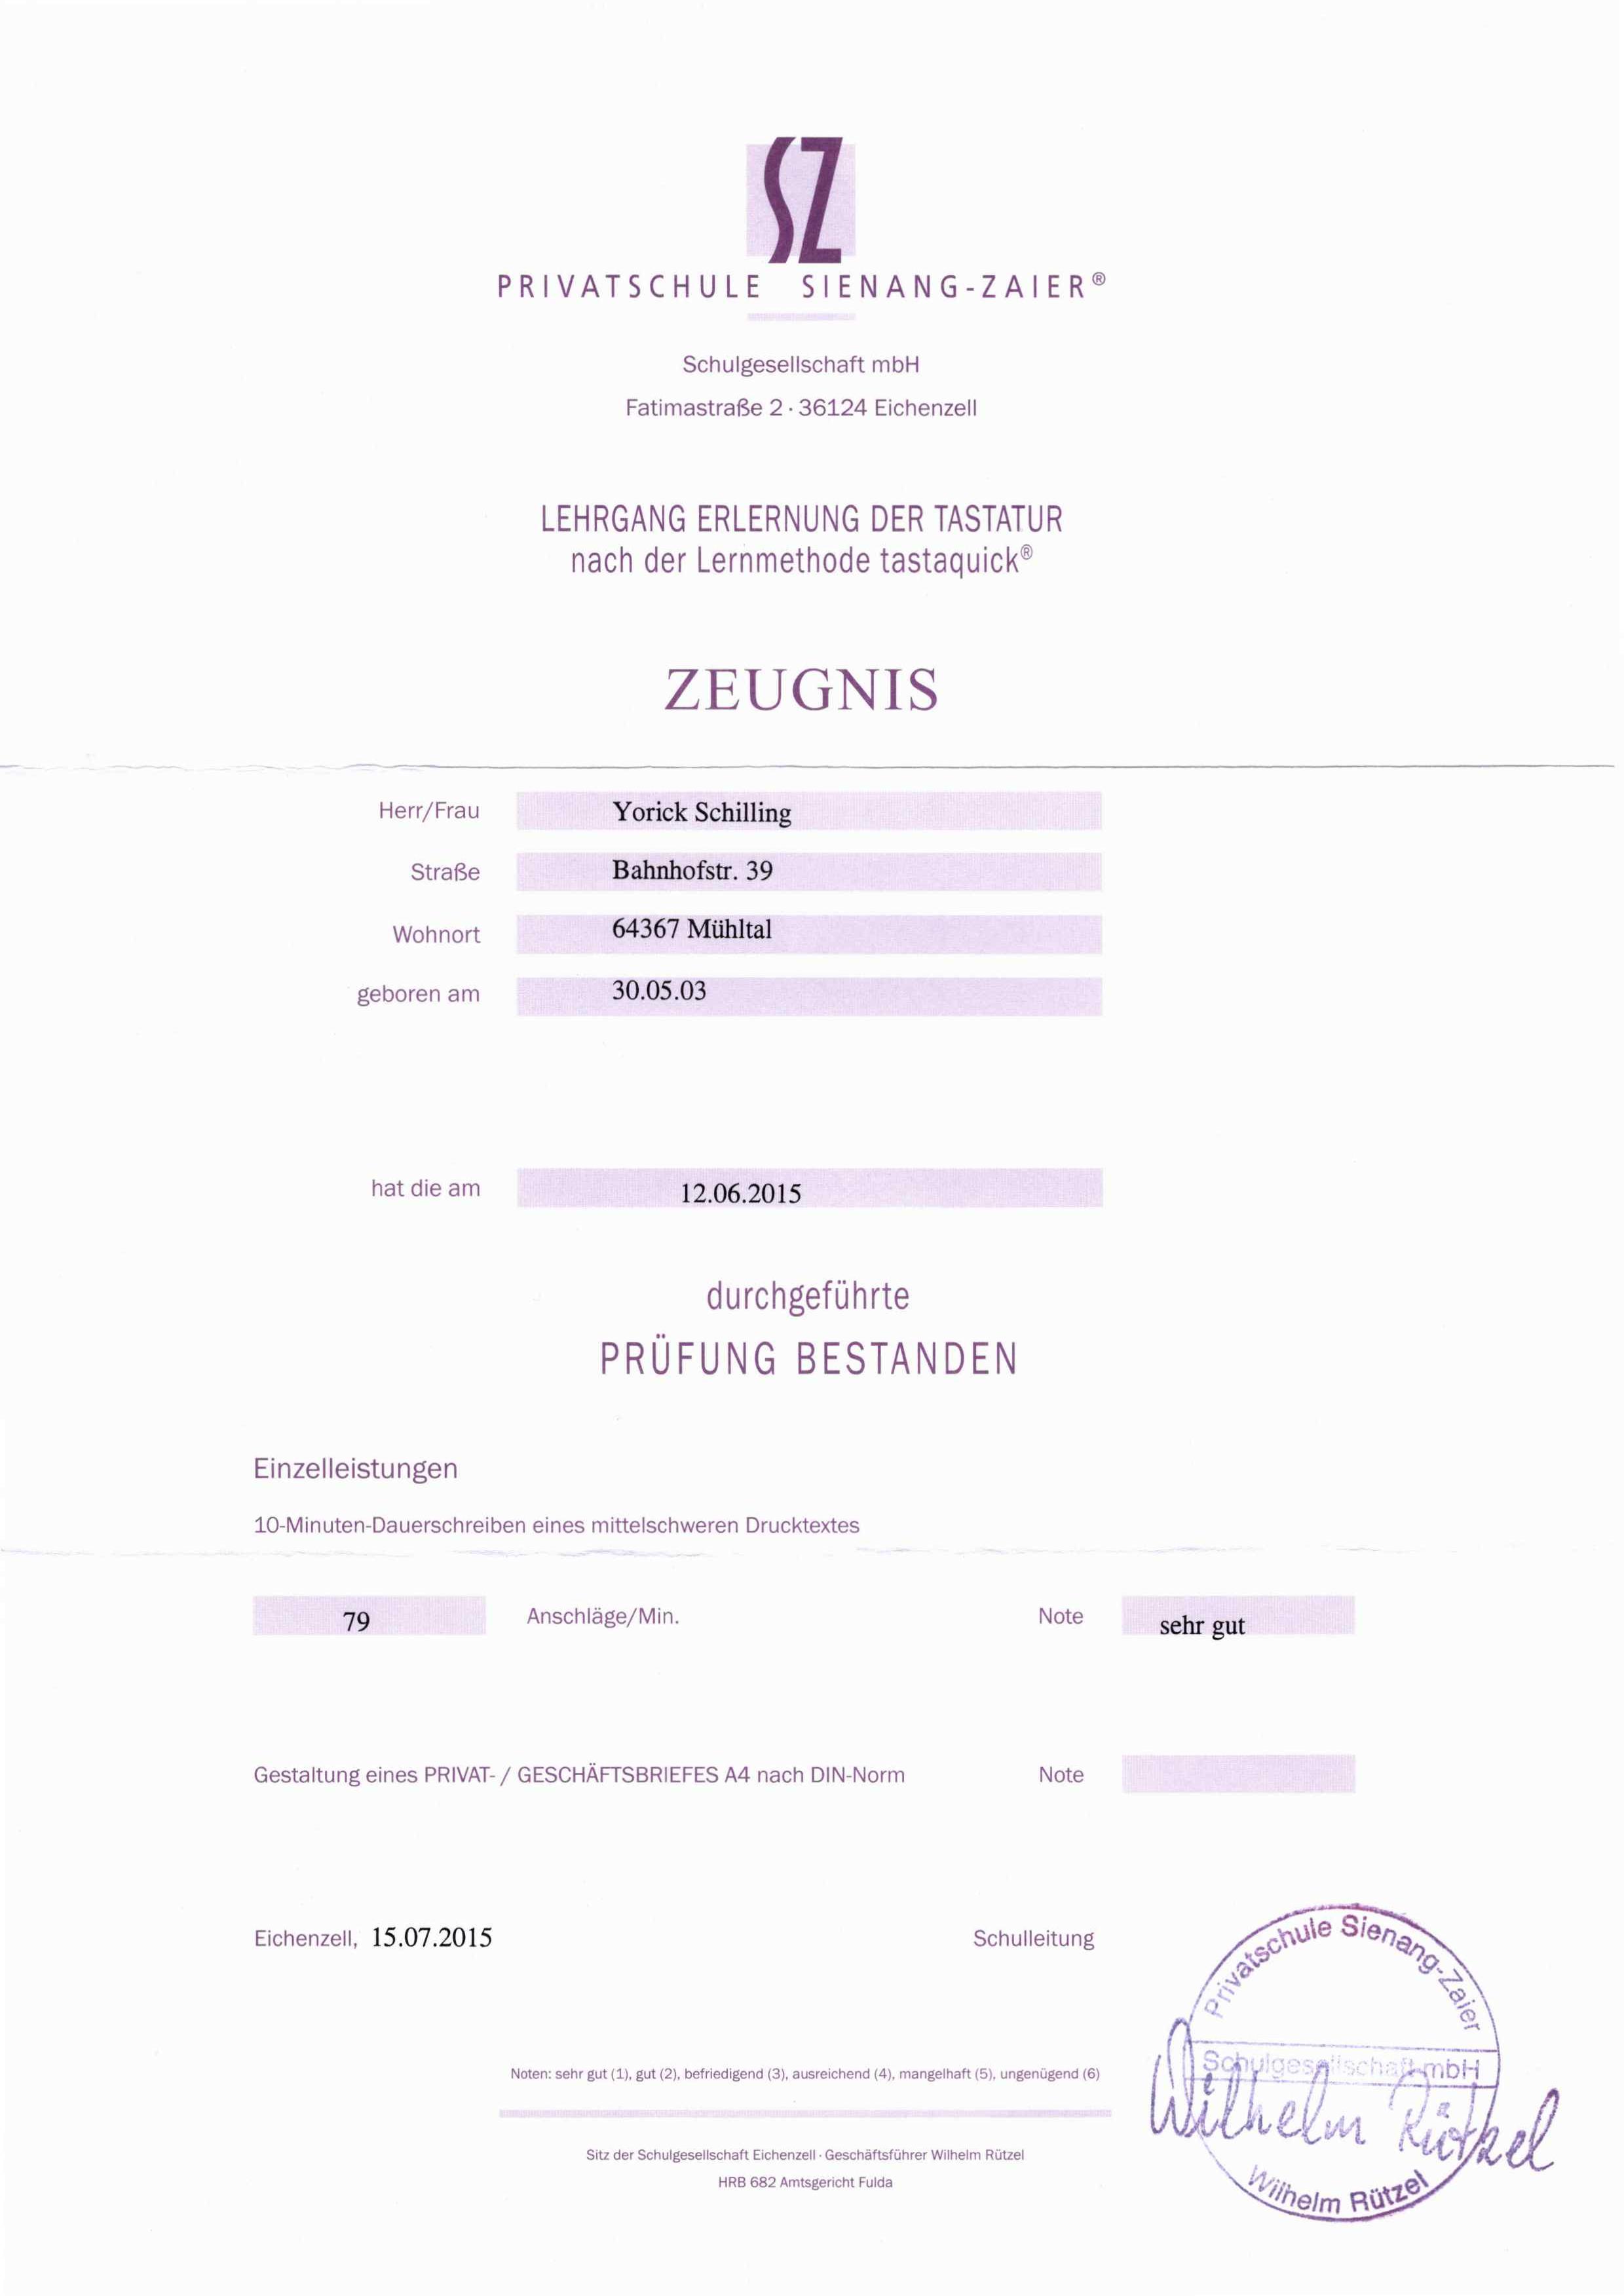 SZ
PRIVATSCHULE SIENANG-ZAIER®
Schulgesellschaft mbH
Fatimastraße 2 · 36124 Eichenzell
LEHRGANG ERLERNUNG DER TASTATUR
nach der Lernmethode tastaquick®
ZEUGNIS
Herr/Frau Yorick Schilling
Straße Bahnhofstr. 39
Wohnort 64367 Mühltal
geboren am 30.05.03
hat die am 12.06.2015
durchgeführte
PRÜFUNG BESTANDEN
Einzelleistungen
10-Minuten-Dauerschreiben eines mittelschweren Drucktextes
79 Anschläge/Min. Note sehr gut
Gestaltung eines PRIVAT- / GESCHÄFTSBRIEFES A4 nach DIN-Norm Note
Eichenzell, 15.07.2015 Schulleitung
Privatschule Sienang-Zaier
Schulgesellschaft mbH
Wilhelm Rützel
Wilhelm Rützel
Noten: sehr gut (1), gut (2), befriedigend (3), ausreichend (4), mangelhaft (5), ungenügend (6)
Sitz der Schulgesellschaft Eichenzell · Geschäftsführer Wilhelm Rützel
HRB 682 Amtsgericht Fulda